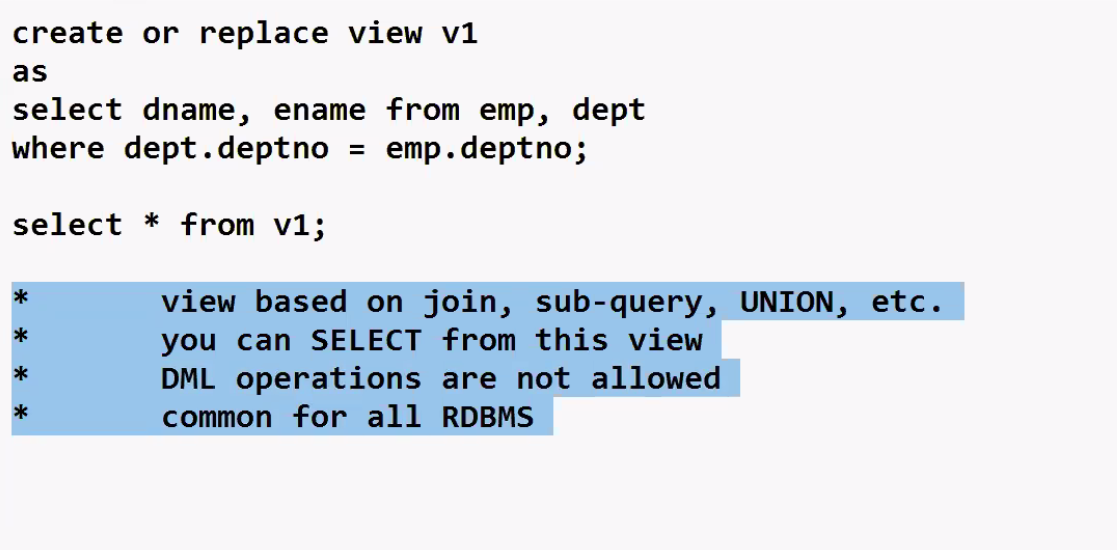 create or replace view v1
as
select dname, ename from emp, dept
where dept.deptno = emp.deptno;
select * from v1;
* view based on join, sub-query, UNION, etc.
* you can SELECT from this view
* DML operations are not allowed
* common for all RDBMS